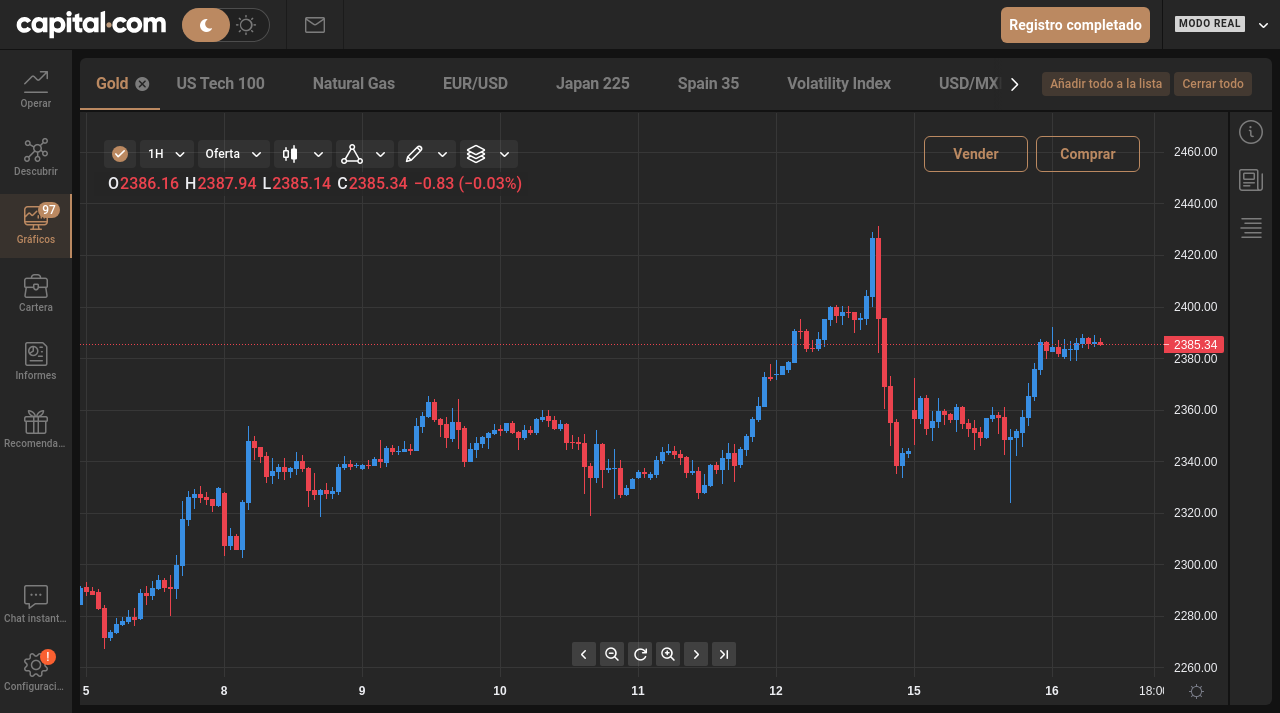 capital.com
Registro completado
MODO REAL
Operar
Descubrir
97
Gráficos
Cartera
Informes
Recomenda...
Chat instant...
!
Configuraci...
Gold
US Tech 100
Natural Gas
EUR/USD
Japan 225
Spain 35
Volatility Index
USD/MX
Añadir todo a la lista
Cerrar todo
1H
Oferta
Vender
Comprar
O2386.16 H2387.94 L2385.14 C2385.34 −0.83 (−0.03%)
2460.00
2440.00
2420.00
2400.00
2385.34
2380.00
2360.00
2340.00
2320.00
2300.00
2280.00
2260.00
5 8 9 10 11 12 15 16 18:00